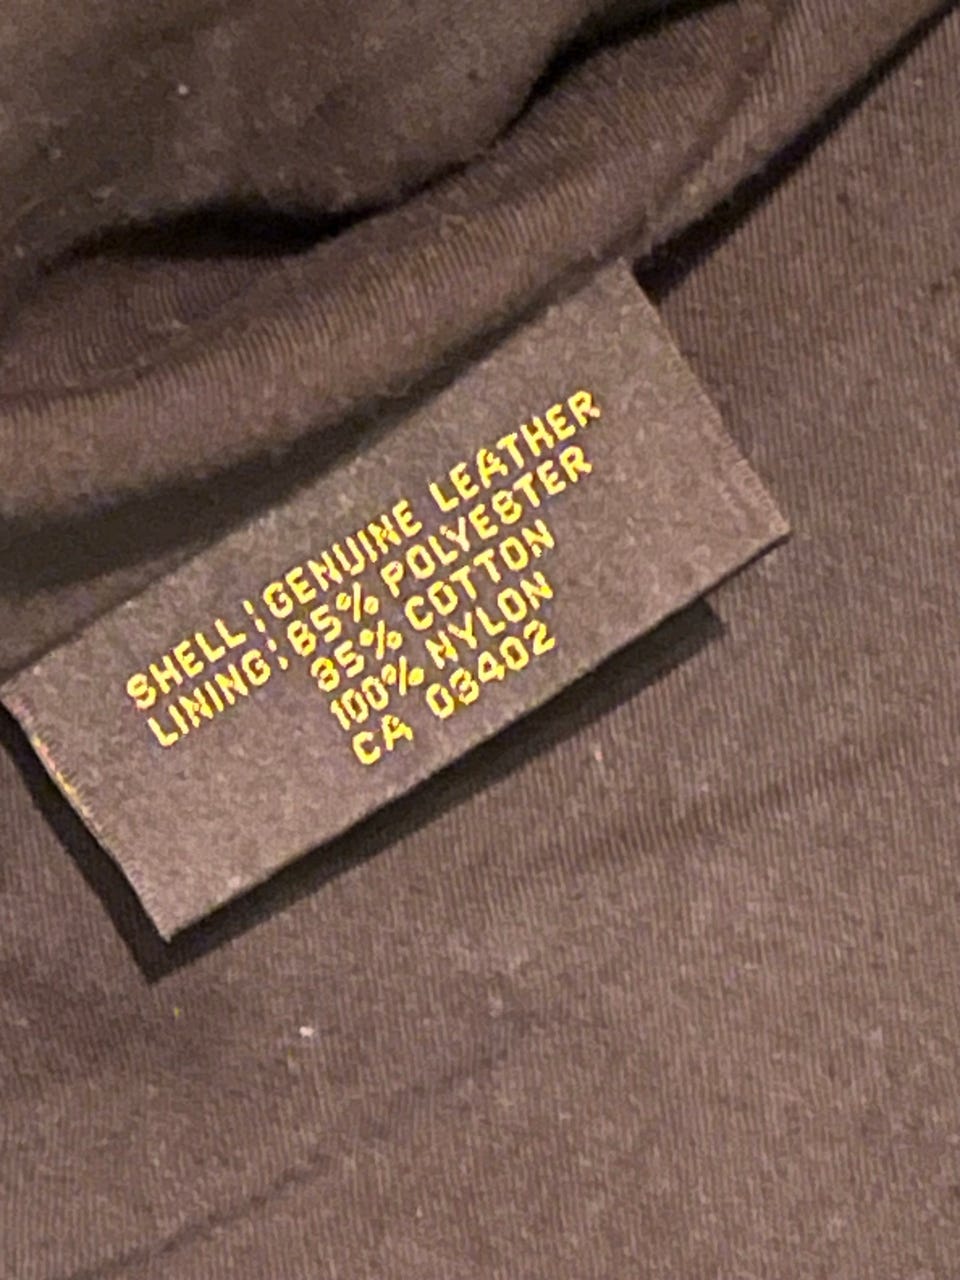 SHELL: GENUINE LEATHER
LINING: 65% POLYESTER
35% COTTON
100% NYLON
CA 03402